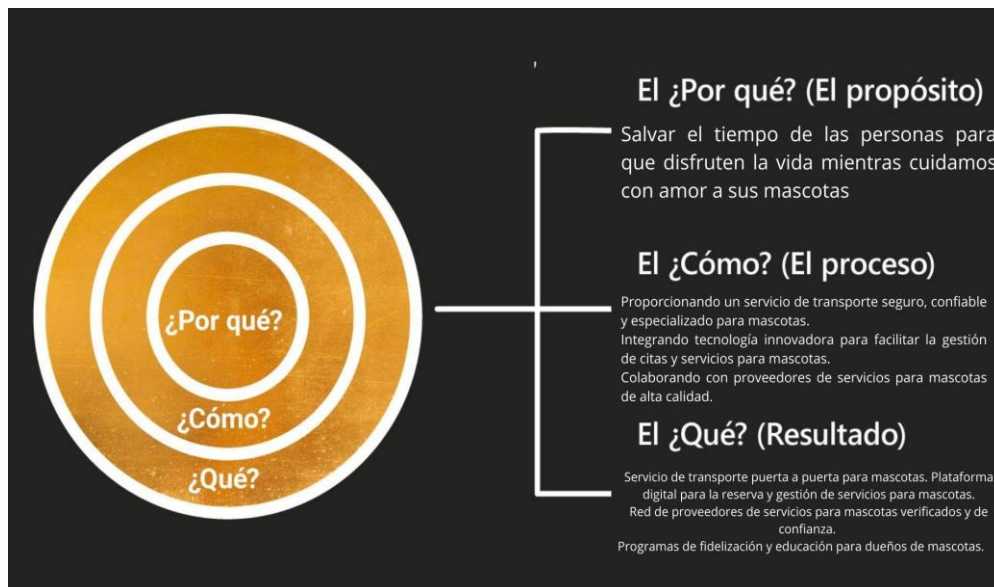 ¿Por qué?
¿Cómo?
¿Qué?
El ¿Por qué? (El propósito)
Salvar el tiempo de las personas para
que disfruten la vida mientras cuidamos
con amor a sus mascotas
El ¿Cómo? (El proceso)
Proporcionando un servicio de transporte seguro, confiable
y especializado para mascotas.
Integrando tecnología innovadora para facilitar la gestión
de citas y servicios para mascotas.
Colaborando con proveedores de servicios para mascotas
de alta calidad.
El ¿Qué? (Resultado)
Servicio de transporte puerta a puerta para mascotas. Plataforma
digital para la reserva y gestión de servicios para mascotas.
Red de proveedores de servicios para mascotas verificados y de
confianza.
Programas de fidelización y educación para dueños de mascotas.